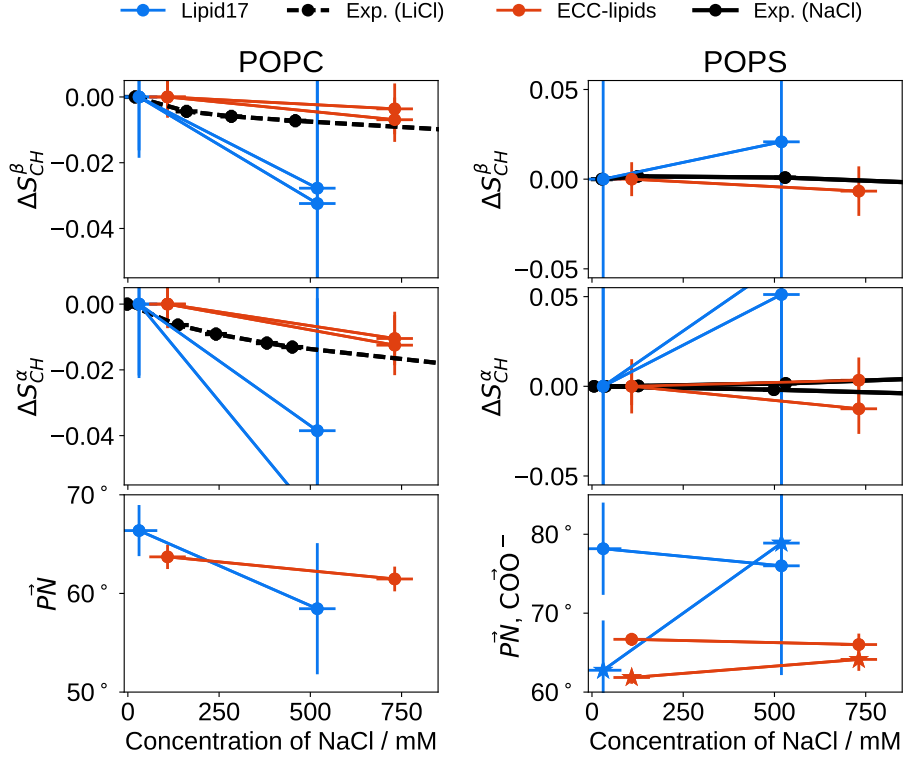 Lipid17 Exp. (LiCl) ECC-lipids Exp. (NaCl)
POPC
0.00
−0.02
−0.04
ΔS^β_CH
POPS
0.05
0.00
−0.05
ΔS^β_CH
0.00
−0.02
−0.04
ΔS^α_CH
0.05
0.00
−0.05
ΔS^α_CH
70°
60°
50°
PN⃗
0 250 500 750
Concentration of NaCl / mM
80°
70°
60°
PN⃗, COO⃗⁻
0 250 500 750
Concentration of NaCl / mM